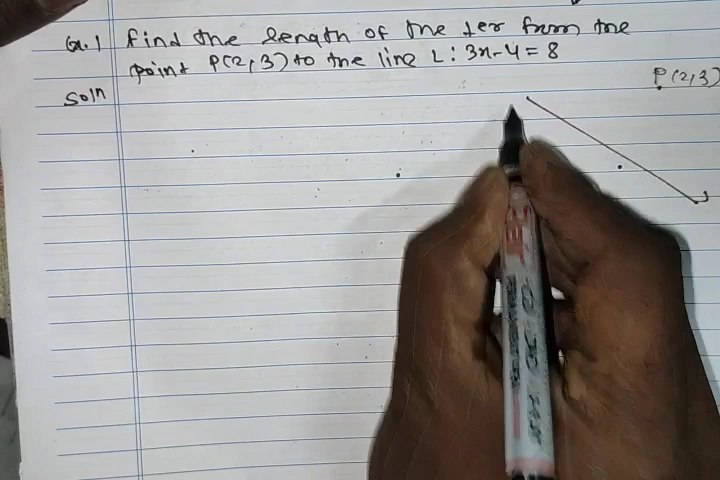 Q.1 Find the length of the ter from the
point P(2,3) to the line L: 3x-4=8
Soln
P(2,3)